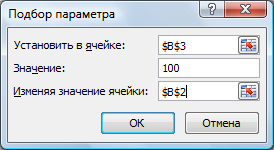 Подбор параметра
Установить в ячейке: $B$3
Значение: 100
Изменяя значение ячейки: $B$2
ОК Отмена